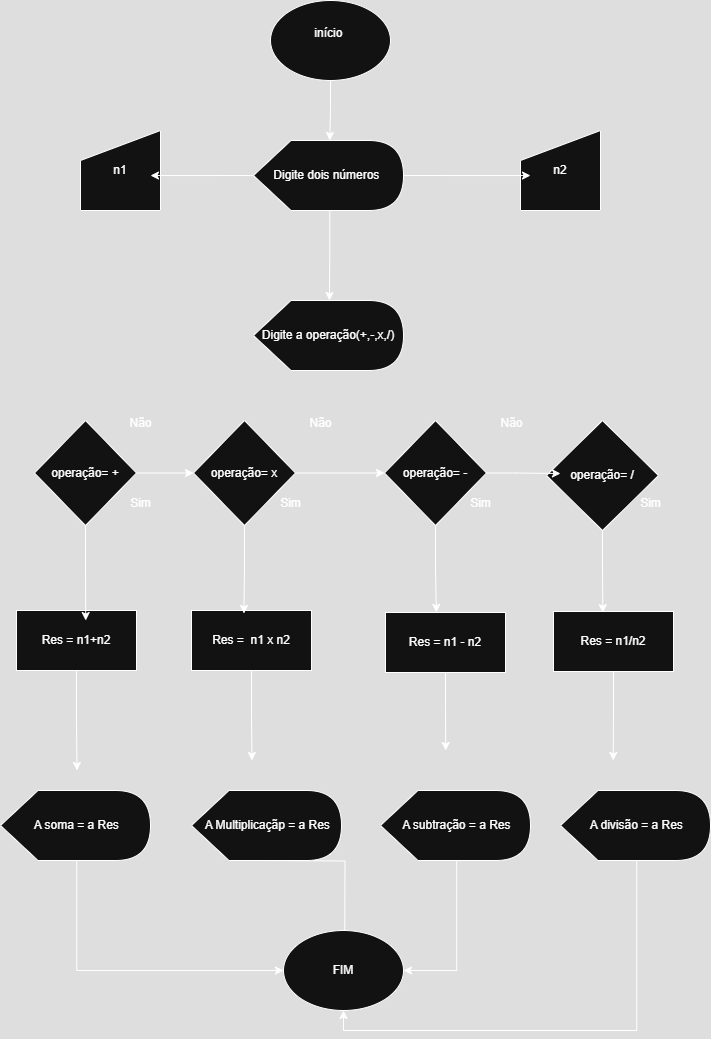 início
n1
Digite dois números
n2
Digite a operação(+,-,x,/)
Não
Não
Não
operação= +
operação= x
operação= -
operação= /
Sim
Sim
Sim
Sim
Res = n1+n2
Res =  n1 x n2
Res = n1 - n2
Res = n1/n2
A soma = a Res
A Multiplicaçãp = a Res
A subtração = a Res
A divisão = a Res
FIM